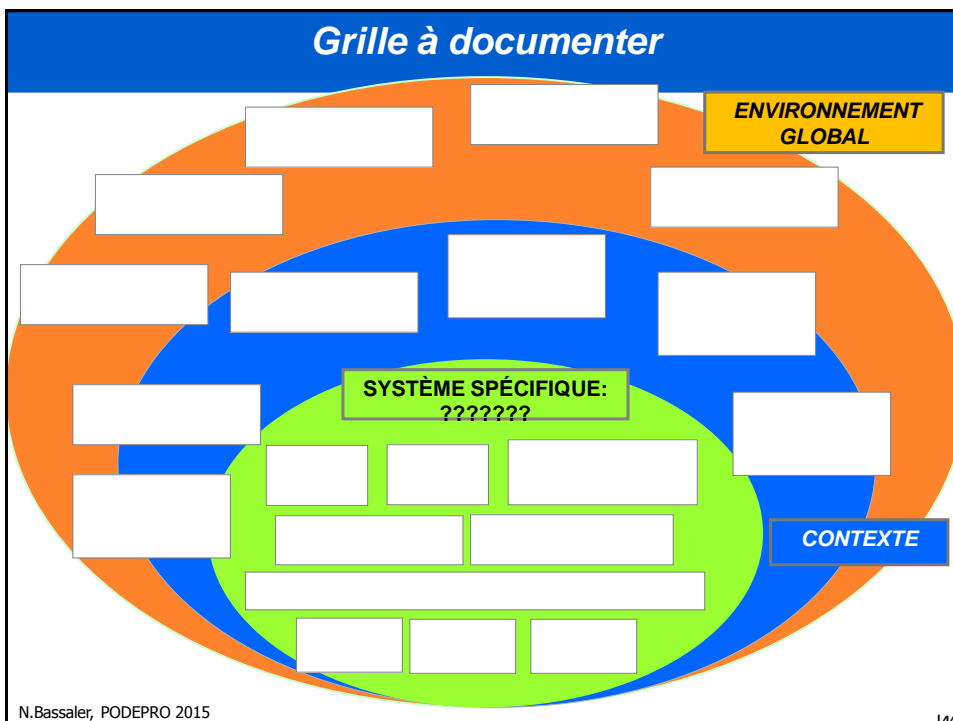 Grille à documenter
ENVIRONNEMENT
GLOBAL
SYSTÈME SPÉCIFIQUE:
???????
CONTEXTE
N.Bassaler, PODEPRO 2015